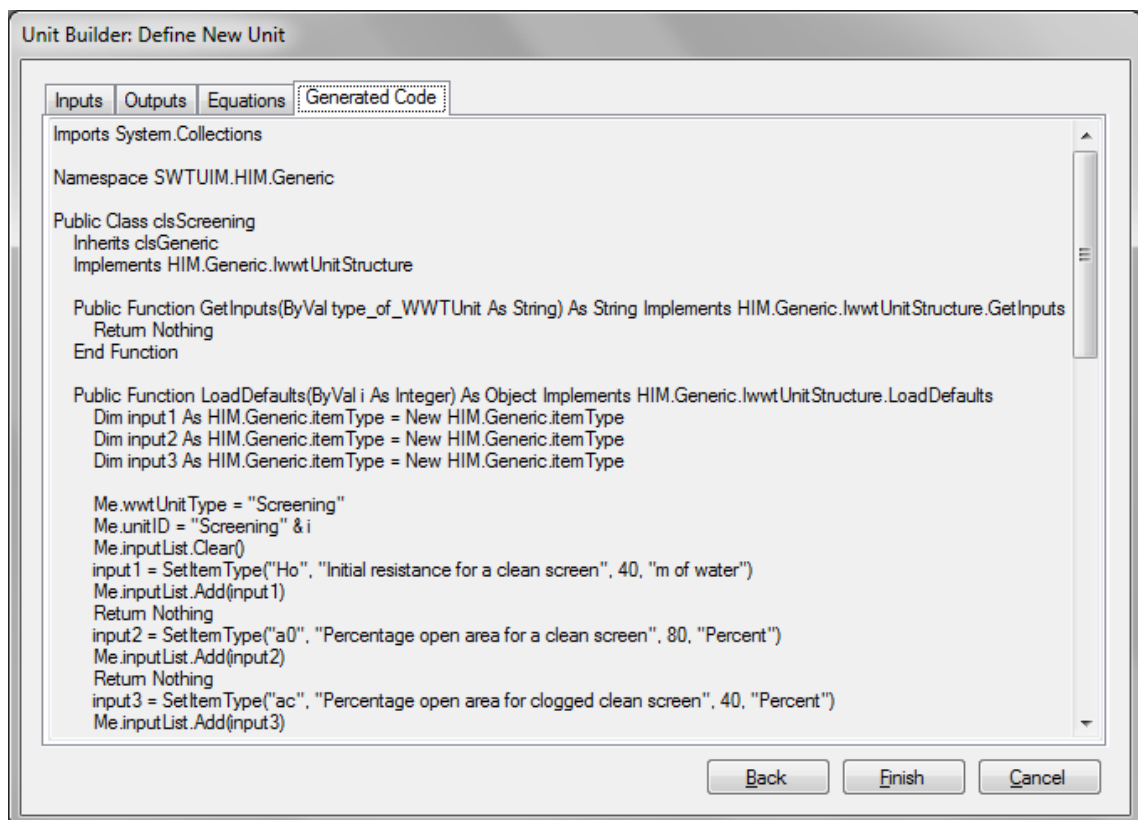 Unit Builder: Define New Unit
Inputs Outputs Equations Generated Code
Imports System.Collections
Namespace SWTUIM.HIM.Generic
Public Class clsScreening
Inherits clsGeneric
Implements HIM.Generic.IwwtUnitStructure
Public Function GetInputs(ByVal type_of_WWTUnit As String) As String Implements HIM.Generic.IwwtUnitStructure.GetInputs
Return Nothing
End Function
Public Function LoadDefaults(ByVal i As Integer) As Object Implements HIM.Generic.IwwtUnitStructure.LoadDefaults
Dim input1 As HIM.Generic.itemType = New HIM.Generic.itemType
Dim input2 As HIM.Generic.itemType = New HIM.Generic.itemType
Dim input3 As HIM.Generic.itemType = New HIM.Generic.itemType
Me.wwtUnitType = "Screening"
Me.unitID = "Screening" & i
Me.inputList.Clear()
input1 = SetItemType("Ho", "Initial resistance for a clean screen", 40, "m of water")
Me.inputList.Add(input1)
Return Nothing
input2 = SetItemType("a0", "Percentage open area for a clean screen", 80, "Percent")
Me.inputList.Add(input2)
Return Nothing
input3 = SetItemType("ac", "Percentage open area for clogged clean screen", 40, "Percent")
Me.inputList.Add(input3)
Back Finish Cancel